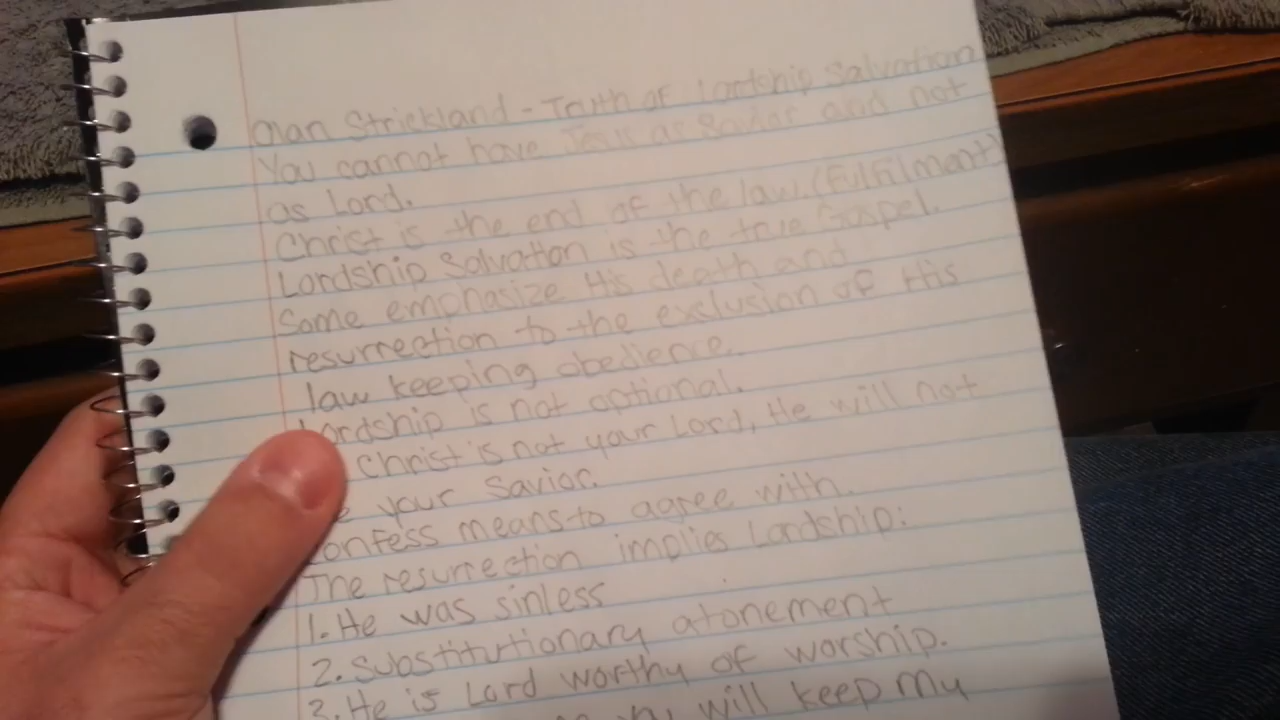 Strickland - Truth of Lordship Salvation
You cannot have Jesus as Savior and not
as Lord.
Christ is the end of the law. (Fulfilment)
Lordship Salvation is the true Gospel.
Some emphasize His death and
resurrection to the exclusion of His
law keeping obedience.
Lordship is not optional.
Christ is not your Lord, He will not
your Savior.
Confess means to agree with.
The resurrection implies Lordship:
1. He was sinless
2. Substitutionary atonement
3. He is Lord worthy of worship.
will keep My